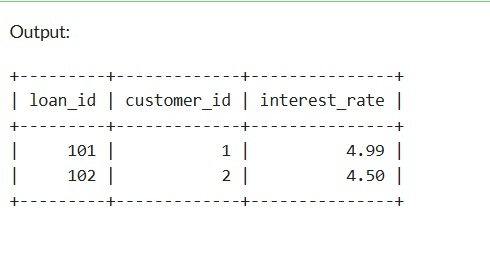 Output:
+---------+-------------+---------------+
| loan_id | customer_id | interest_rate |
+---------+-------------+---------------+
|     101 |           1 |          4.99 |
|     102 |           2 |          4.50 |
+---------+-------------+---------------+